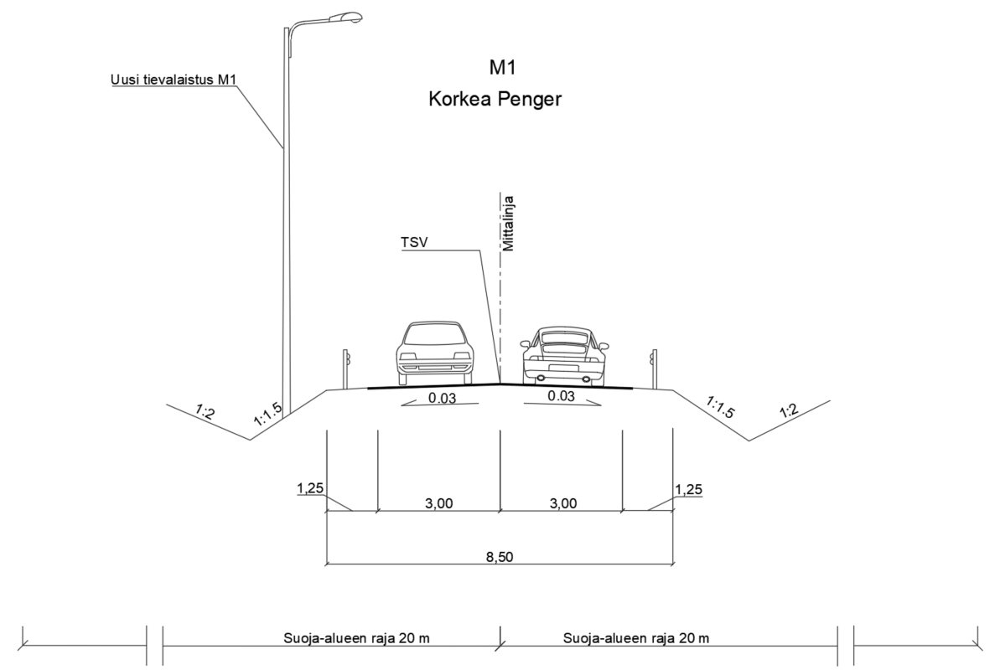 M1
Uusi tievalaistus M1
Korkea Penger
Mittalinja
TSV
0.03
0.03
1:2
1:1.5
1:1.5
1:2
1,25
3,00
3,00
1,25
8,50
Suoja-alueen raja 20 m
Suoja-alueen raja 20 m